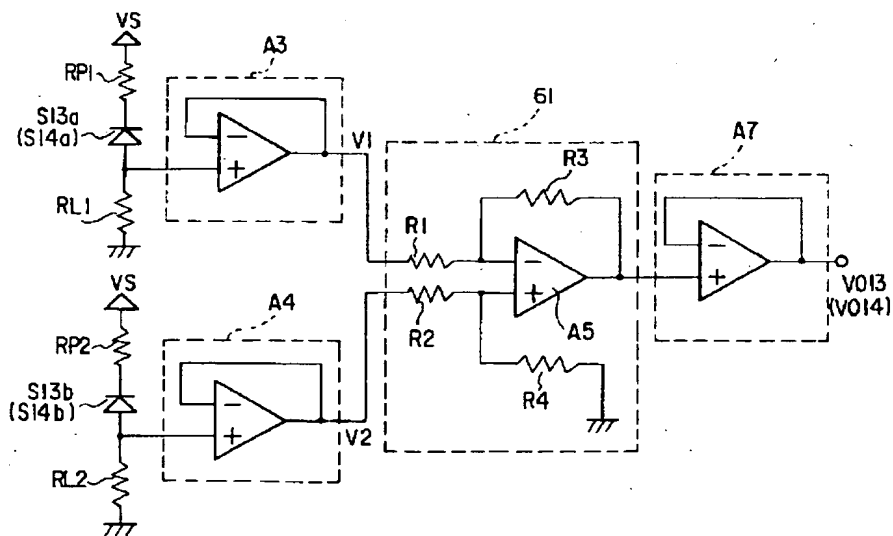 VS
RP1
S13a
(S14a)
RL1
A3
V1
VS
RP2
S13b
(S14b)
RL2
A4
V2
61
R3
R1
R2
A5
R4
A7
VO13
(VO14)